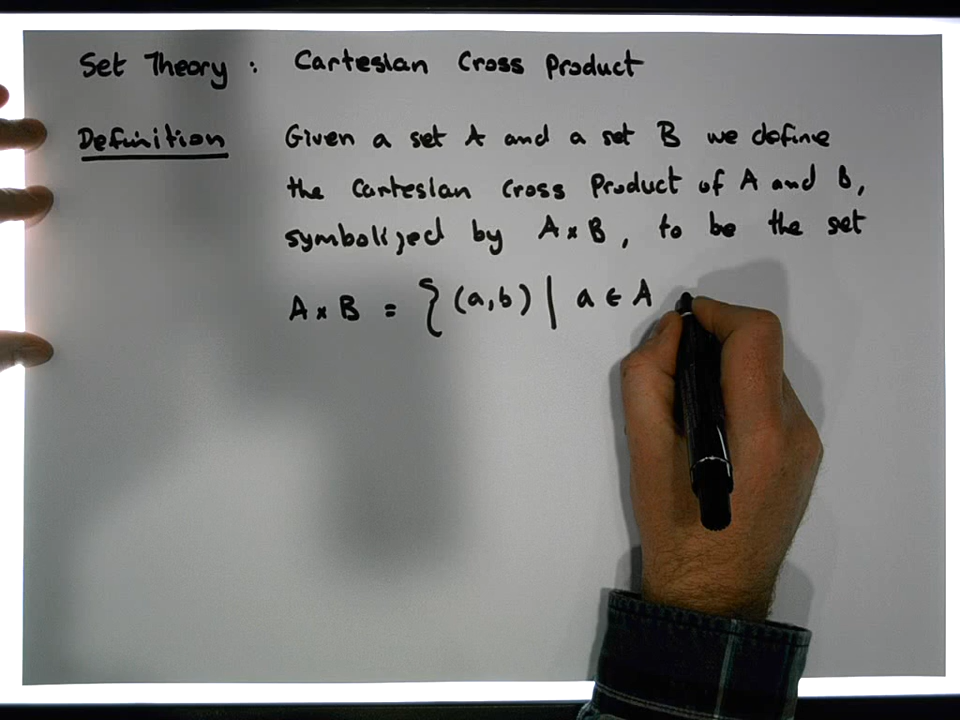 Set Theory : Cartesian Cross Product
Definition Given a set A and a set B we define
the Cartesian Cross Product of A and B,
symbolized by A × B, to be the set
A × B = { (a,b) | a ∈ A